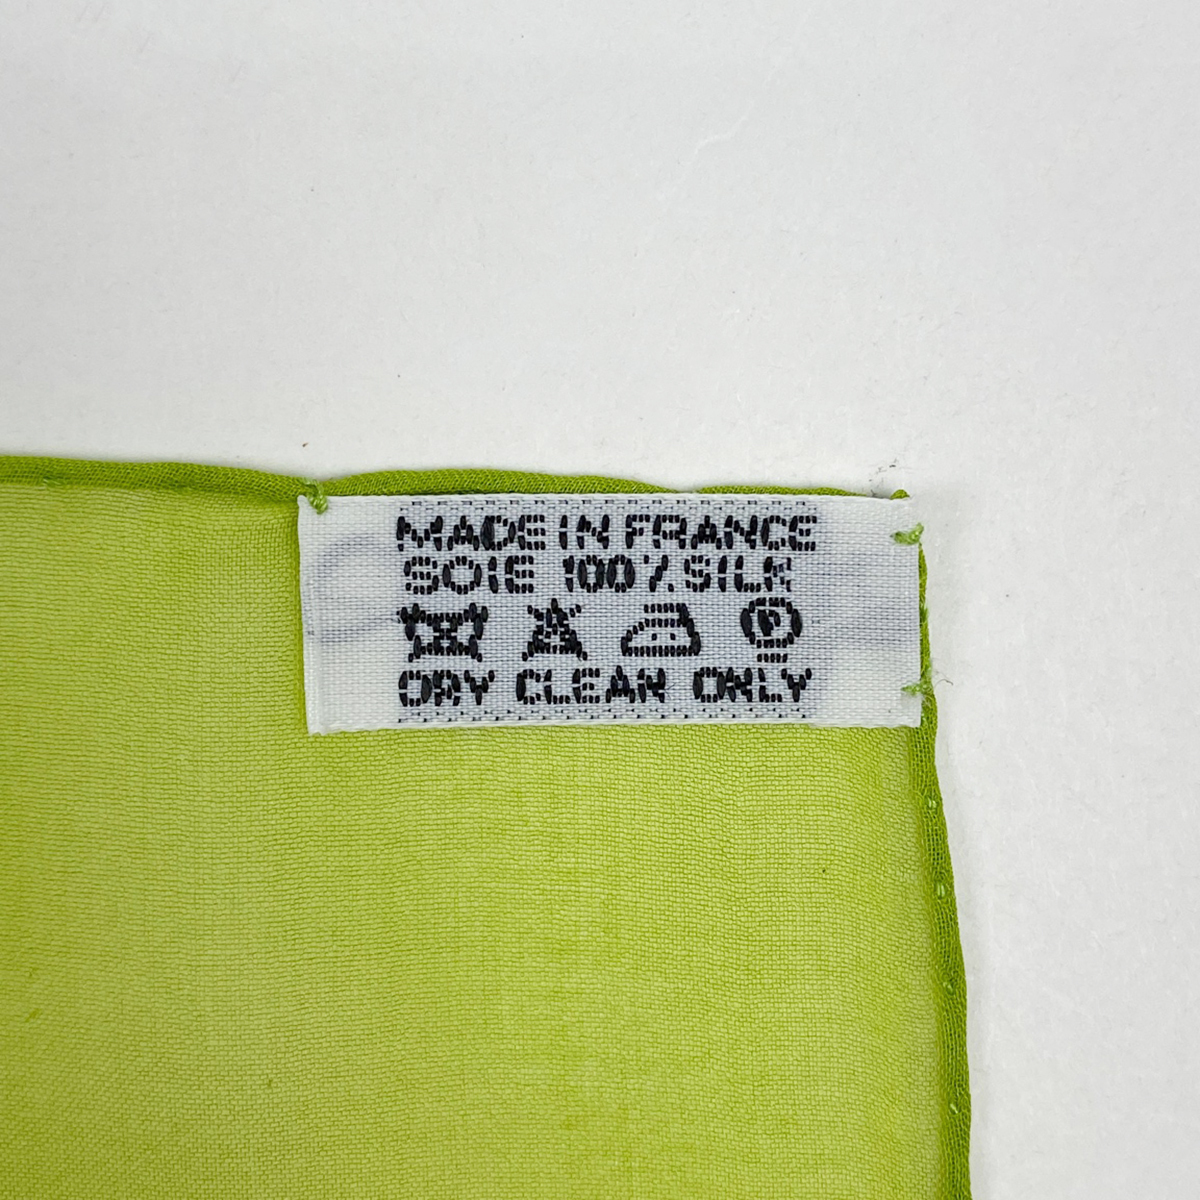 MADE IN FRANCE
SOIE 100% SILK
P
DRY CLEAN ONLY